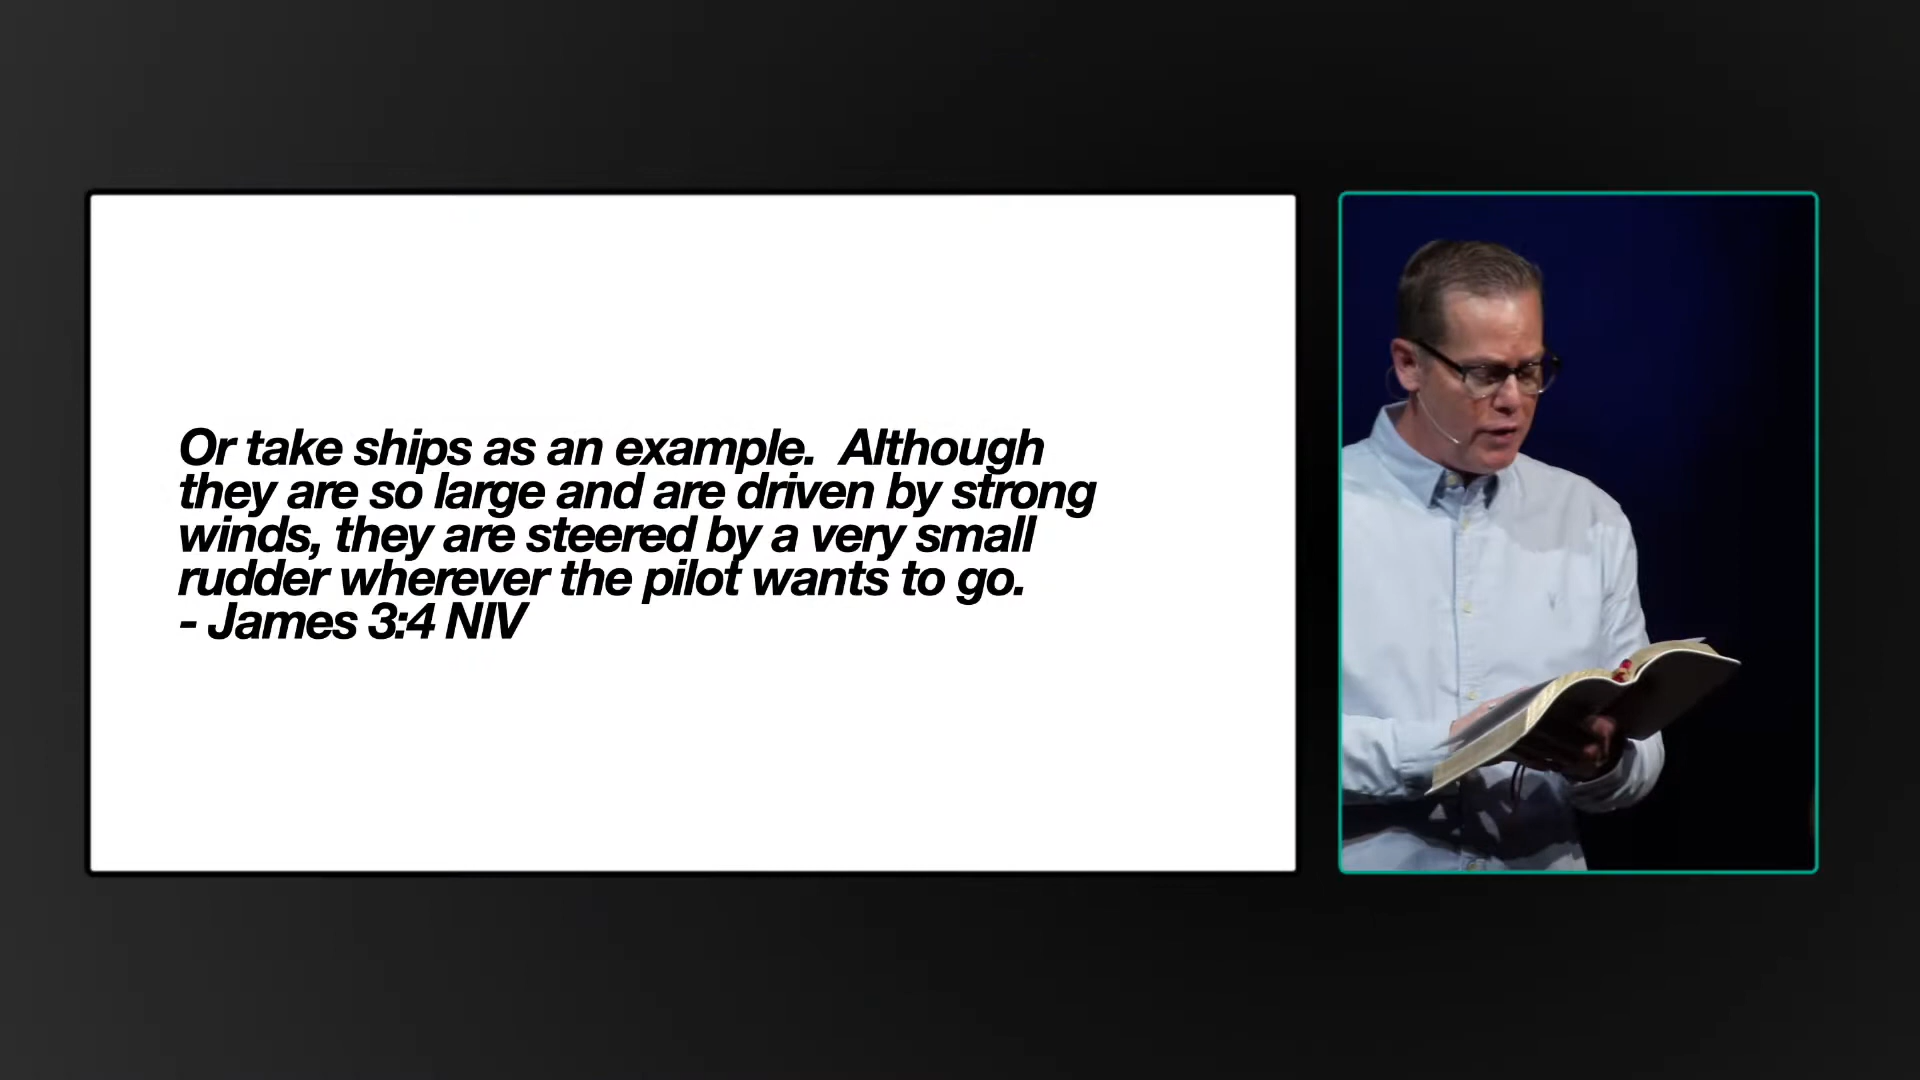 Or take ships as an example.  Although
they are so large and are driven by strong
winds, they are steered by a very small
rudder wherever the pilot wants to go.
- James 3:4 NIV